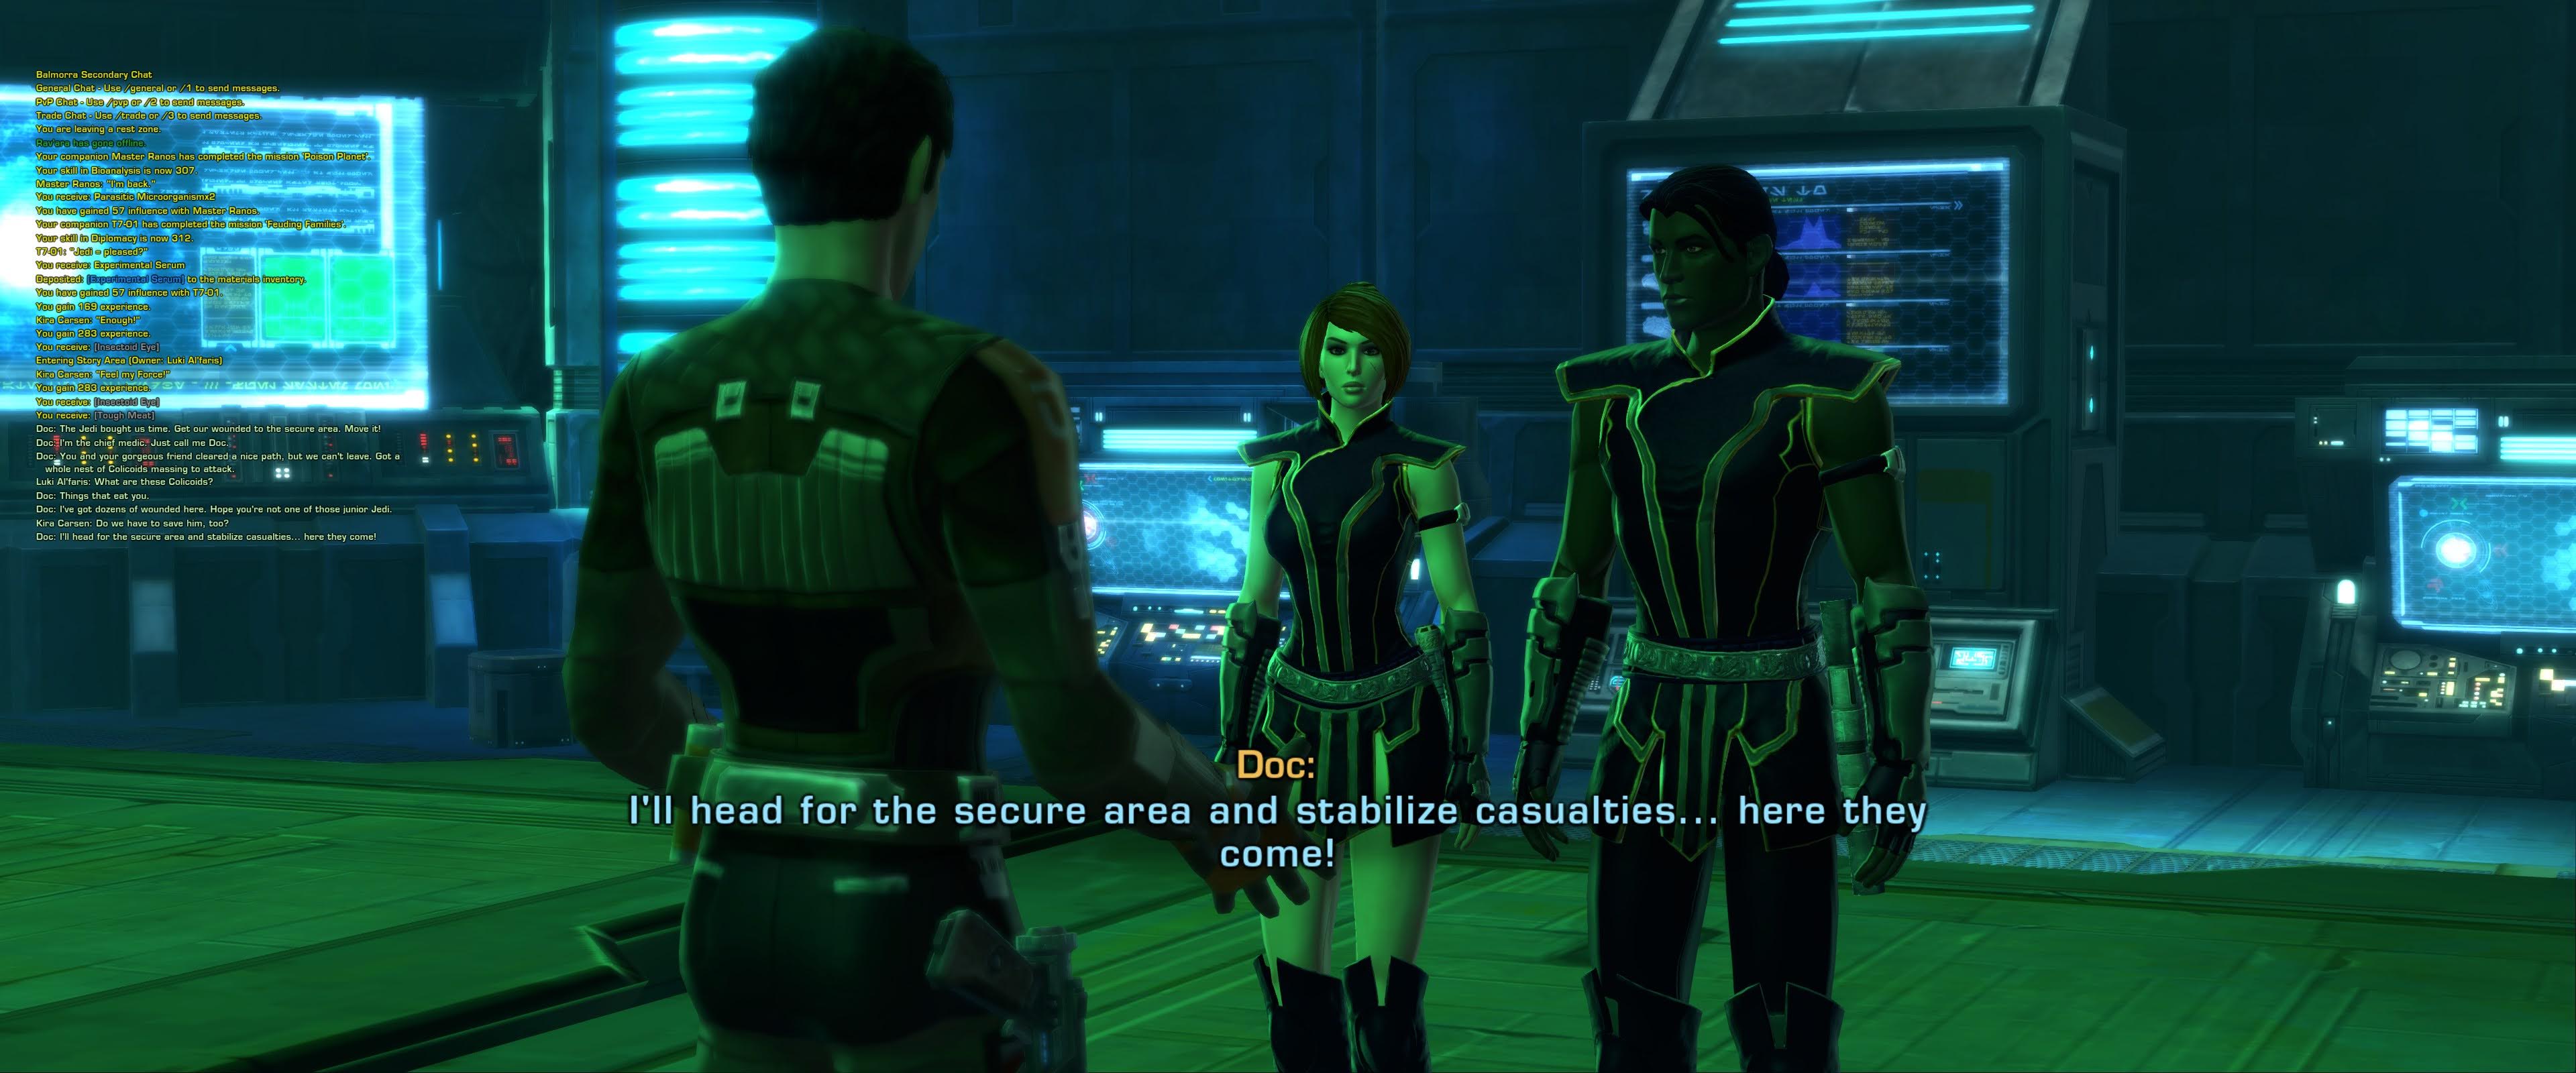 Balmorra Secondary Chat
General Chat - Use /general or /1 to send messages.
PvP Chat - Use /pvp or /2 to send messages.
Trade Chat - Use /trade or /3 to send messages.
You are leaving a rest zone.
Rav'ara has gone offline.
Your companion Master Ranos has completed the mission 'Poison Planet'.
Your skill in Bioanalysis is now 307.
Master Ranos: "I'm back."
You receive: Parasitic Microorganismx2
You have gained 57 influence with Master Ranos.
Your companion T7-01 has completed the mission 'Feuding Families'.
Your skill in Diplomacy is now 312.
T7-01: "Jedi = pleased?"
You receive: Experimental Serum
Deposited: [Experimental Serum] to the materials inventory.
You have gained 57 influence with T7-01.
You gain 169 experience.
Kira Carsen: "Enough!"
You gain 283 experience.
You receive: [Insectoid Eye]
Entering Story Area (Owner: Luki Al'faris)
Kira Carsen: "Feel my Force!"
You gain 283 experience.
You receive: [Insectoid Eye]
You receive: [Tough Meat]
Doc: The Jedi bought us time. Get our wounded to the secure area. Move it!
Doc: I'm the chief medic. Just call me Doc.
Doc: You and your gorgeous friend cleared a nice path, but we can't leave. Got a
whole nest of Colicoids massing to attack.
Luki Al'faris: What are these Colicoids?
Doc: Things that eat you.
Doc: I've got dozens of wounded here. Hope you're not one of those junior Jedi.
Kira Carsen: Do we have to save him, too?
Doc: I'll head for the secure area and stabilize casualties... here they come!
Doc:
I'll head for the secure area and stabilize casualties... here they
come!